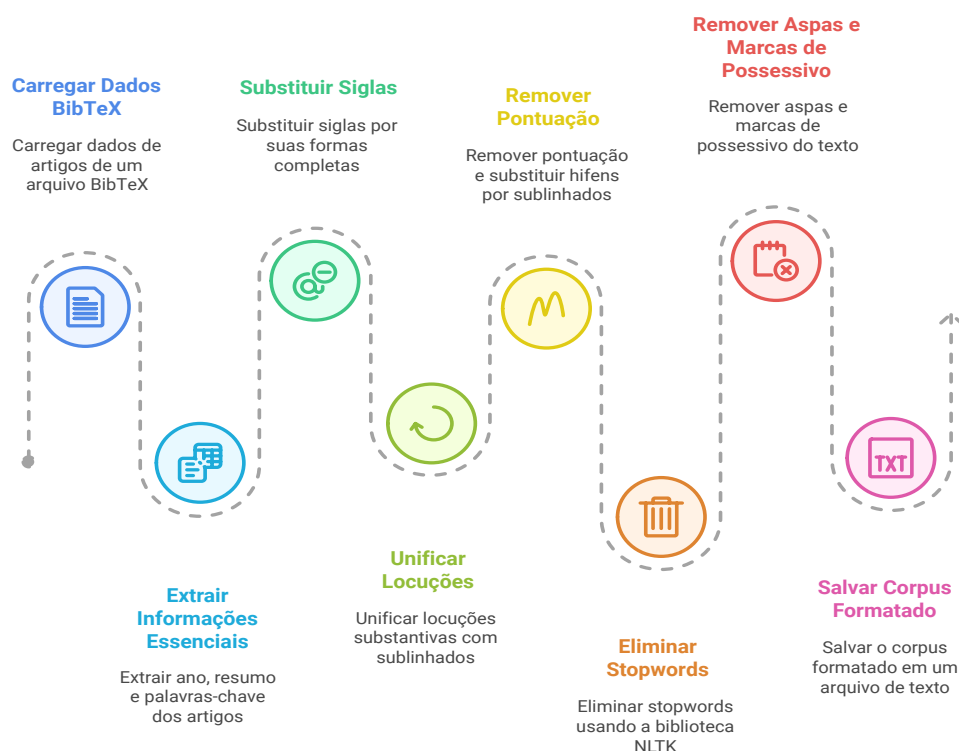 Carregar Dados
BibTeX
Carregar dados de
artigos de um
arquivo BibTeX
Extrair
Informações
Essenciais
Extrair ano, resumo
e palavras-chave
dos artigos
Substituir Siglas
Substituir siglas por
suas formas
completas
Unificar
Locuções
Unificar locuções
substantivas com
sublinhados
Remover
Pontuação
Remover pontuação
e substituir hifens
por sublinhados
Eliminar
Stopwords
Eliminar stopwords
usando a biblioteca
NLTK
Remover Aspas e
Marcas de
Possessivo
Remover aspas e
marcas de
possessivo do texto
TXT
Salvar Corpus
Formatado
Salvar o corpus
formatado em um
arquivo de texto